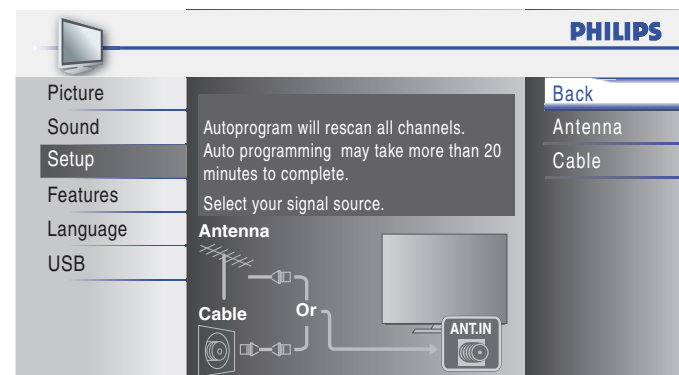 PHILIPS
Picture
Sound
Setup
Features
Language
USB
Autoprogram will rescan all channels.
Auto programming may take more than 20
minutes to complete.
Select your signal source.
Antenna
Cable
Or
ANT.IN
Back
Antenna
Cable